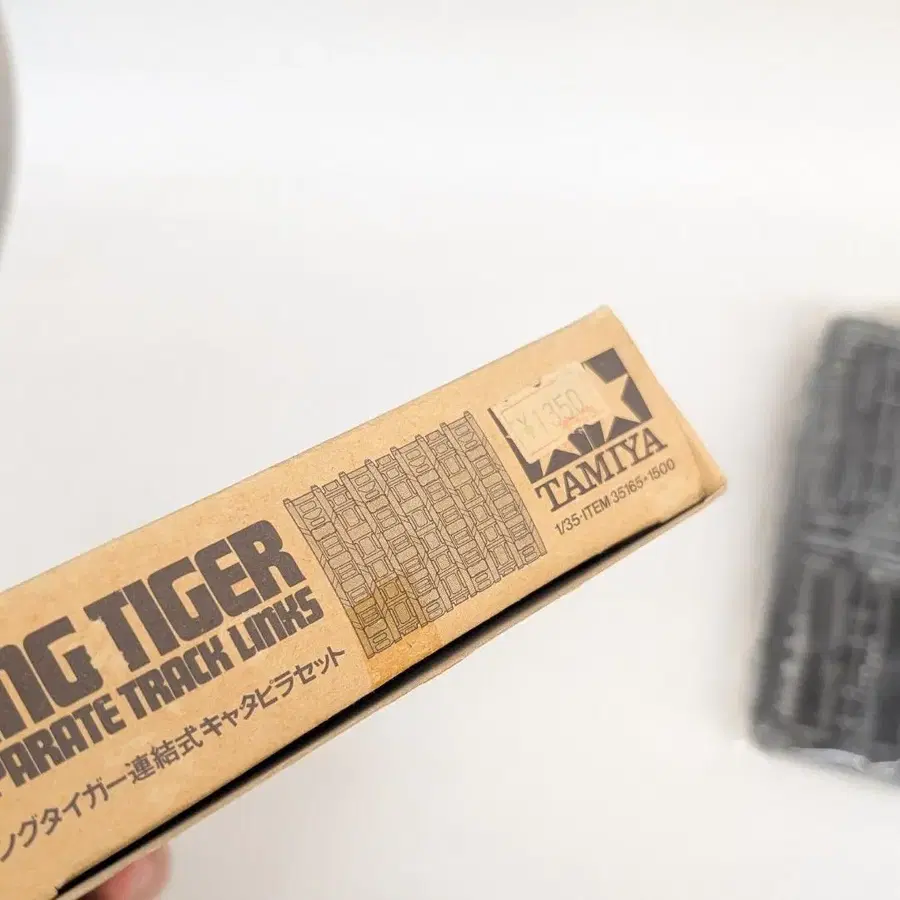 ¥1350
TAMIYA
1/35·ITEM 35165★1500
NG TIGER
PARATE TRACK LINKS
ングタイガー連結式キャタピラセット